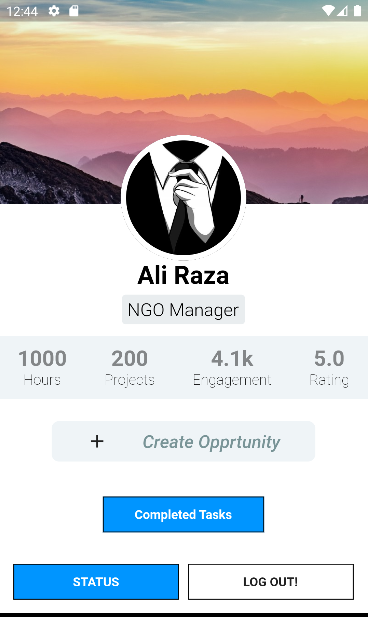 12:44
Ali Raza
NGO Manager
1000 200 4.1k 5.0
Hours Projects Engagement Rating
+ Create Opprtunity
Completed Tasks
STATUS LOG OUT!